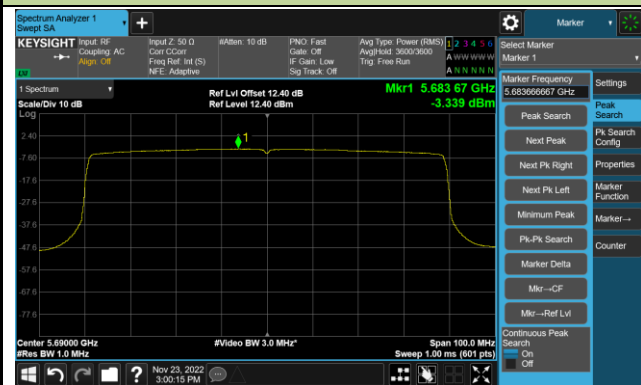 Spectrum Analyzer 1
Swept SA
Marker
KEYSIGHT
Input: RF
Coupling: AC
Align: Off
Input Z: 50 Ω
Corr CCorr
Freq Ref: Int (S)
NFE: Adaptive
#Atten: 10 dB
PNO: Fast
Gate: Off
IF Gain: Low
Sig Track: Off
Avg Type: Power (RMS)
Avg|Hold: 3600/3600
Trig: Free Run
1 2 3 4 5 6
A W W W W W
A N N N N N
LW
Select Marker
Marker 1
1 Spectrum
Scale/Div 10 dB
Log
Ref Lvl Offset 12.40 dB
Ref Level 12.40 dBm
Mkr1 5.683 67 GHz
-3.339 dBm
1
2.40
-7.60
-17.6
-27.6
-37.6
-47.6
-57.6
-67.6
-77.6
Center 5.69000 GHz
#Res BW 1.0 MHz
#Video BW 3.0 MHz*
Span 100.0 MHz
Sweep 1.00 ms (601 pts)
Marker Frequency
5.683666667 GHz
Peak Search
Next Peak
Next Pk Right
Next Pk Left
Minimum Peak
Pk-Pk Search
Marker Delta
Mkr→CF
Mkr→Ref Lvl
Continuous Peak
Search
On
Off
Settings
Peak
Search
Pk Search
Config
Properties
Marker
Function
Marker→
Counter
Nov 23, 2022
3:00:15 PM